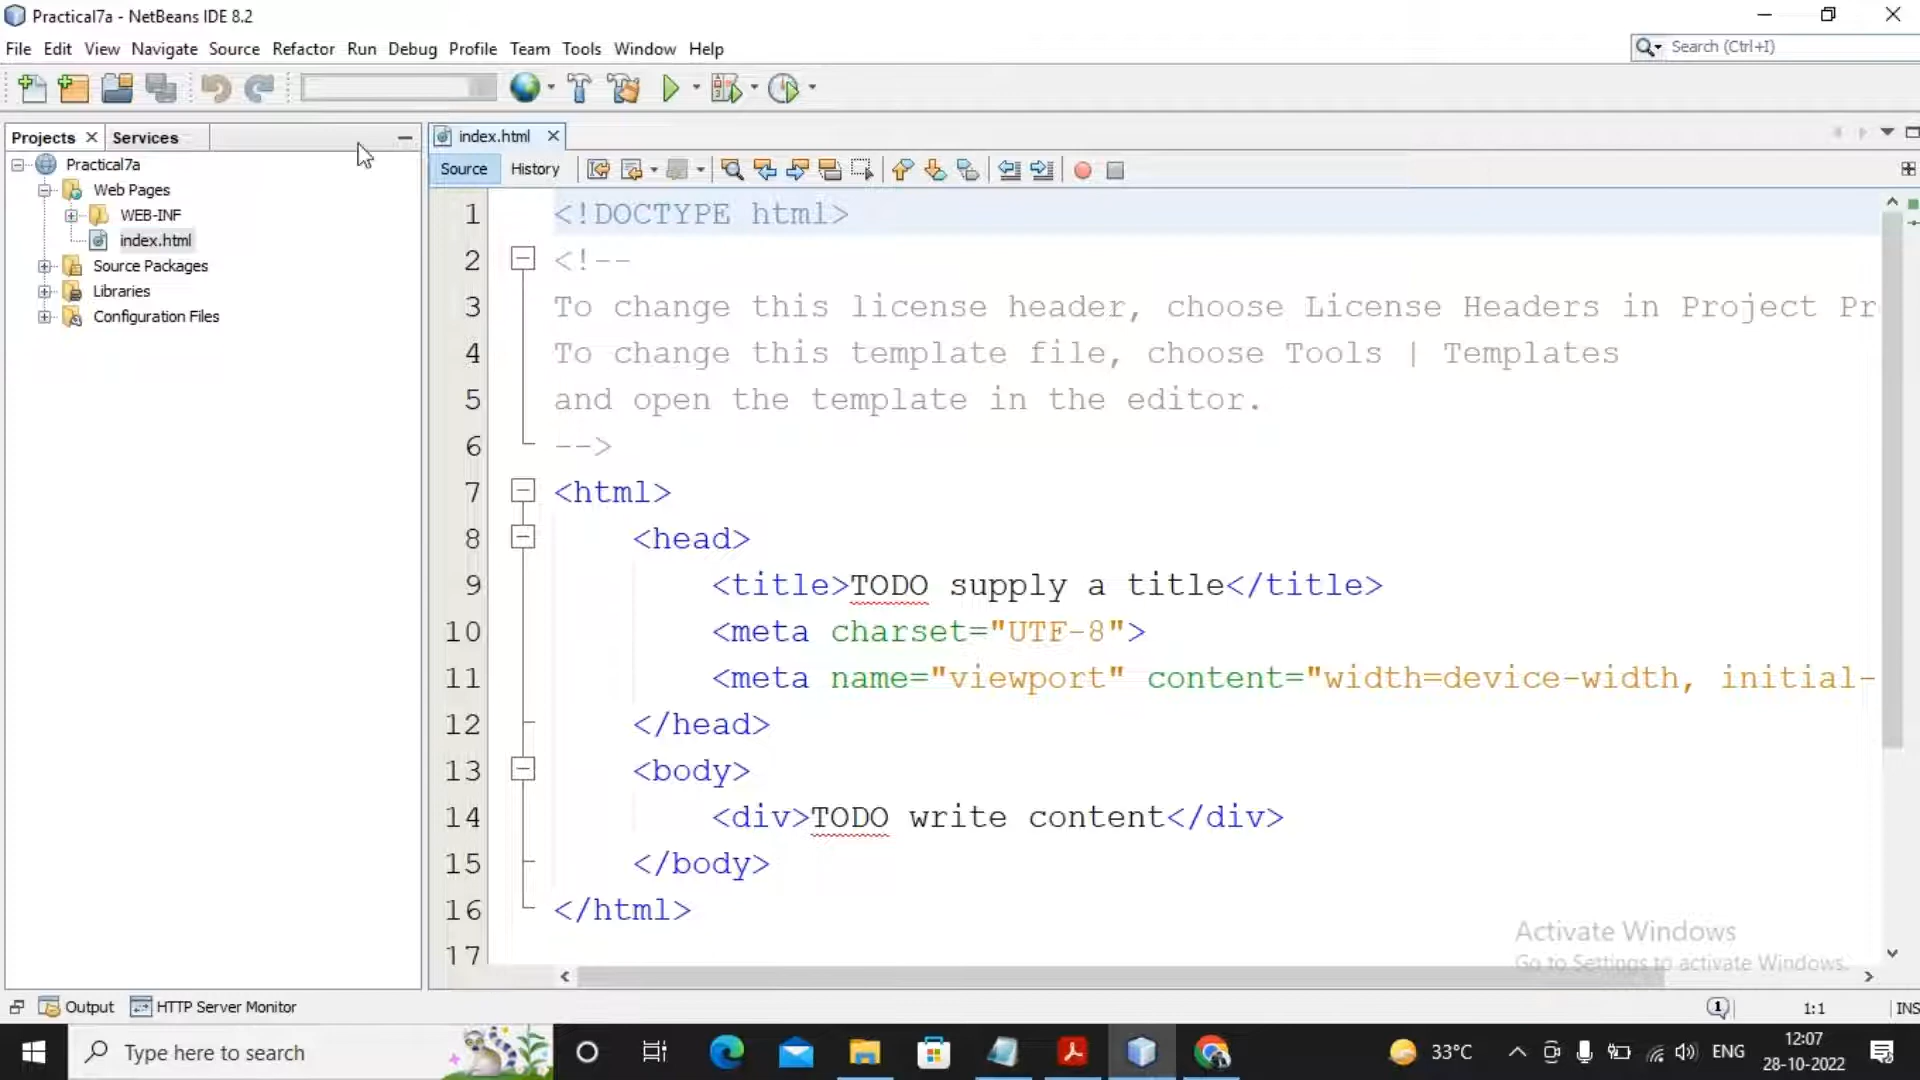 Practical7a - NetBeans IDE 8.2
File Edit View Navigate Source Refactor Run Debug Profile Team Tools Window Help
Search (Ctrl+I)
Projects Services
index.html
Practical7a
Web Pages
WEB-INF
index.html
Source Packages
Libraries
Configuration Files
Source History
1 <!DOCTYPE html>
2 <!--
3 To change this license header, choose License Headers in Project Pr
4 To change this template file, choose Tools | Templates
5 and open the template in the editor.
6 -->
7 <html>
8 <head>
9 <title>TODO supply a title</title>
10 <meta charset="UTF-8">
11 <meta name="viewport" content="width=device-width, initial-
12 </head>
13 <body>
14 <div>TODO write content</div>
15 </body>
16 </html>
17
Activate Windows
Go to Settings to activate Windows.
Output HTTP Server Monitor
1 1:1 INS
Type here to search
33°C ENG
12:07
28-10-2022